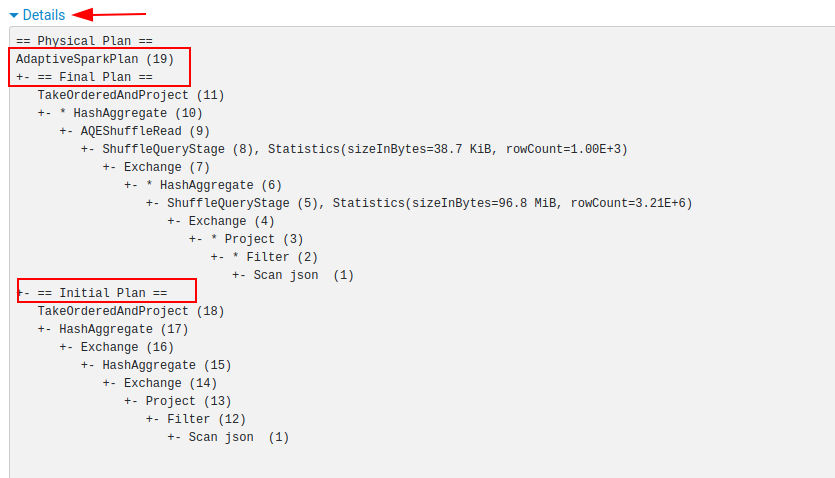 Details
== Physical Plan ==
AdaptiveSparkPlan (19)
+- == Final Plan ==
   TakeOrderedAndProject (11)
   +- * HashAggregate (10)
      +- AQEShuffleRead (9)
         +- ShuffleQueryStage (8), Statistics(sizeInBytes=38.7 KiB, rowCount=1.00E+3)
            +- Exchange (7)
               +- * HashAggregate (6)
                  +- ShuffleQueryStage (5), Statistics(sizeInBytes=96.8 MiB, rowCount=3.21E+6)
                     +- Exchange (4)
                        +- * Project (3)
                           +- * Filter (2)
                              +- Scan json  (1)
+- == Initial Plan ==
   TakeOrderedAndProject (18)
   +- HashAggregate (17)
      +- Exchange (16)
         +- HashAggregate (15)
            +- Exchange (14)
               +- Project (13)
                  +- Filter (12)
                     +- Scan json  (1)